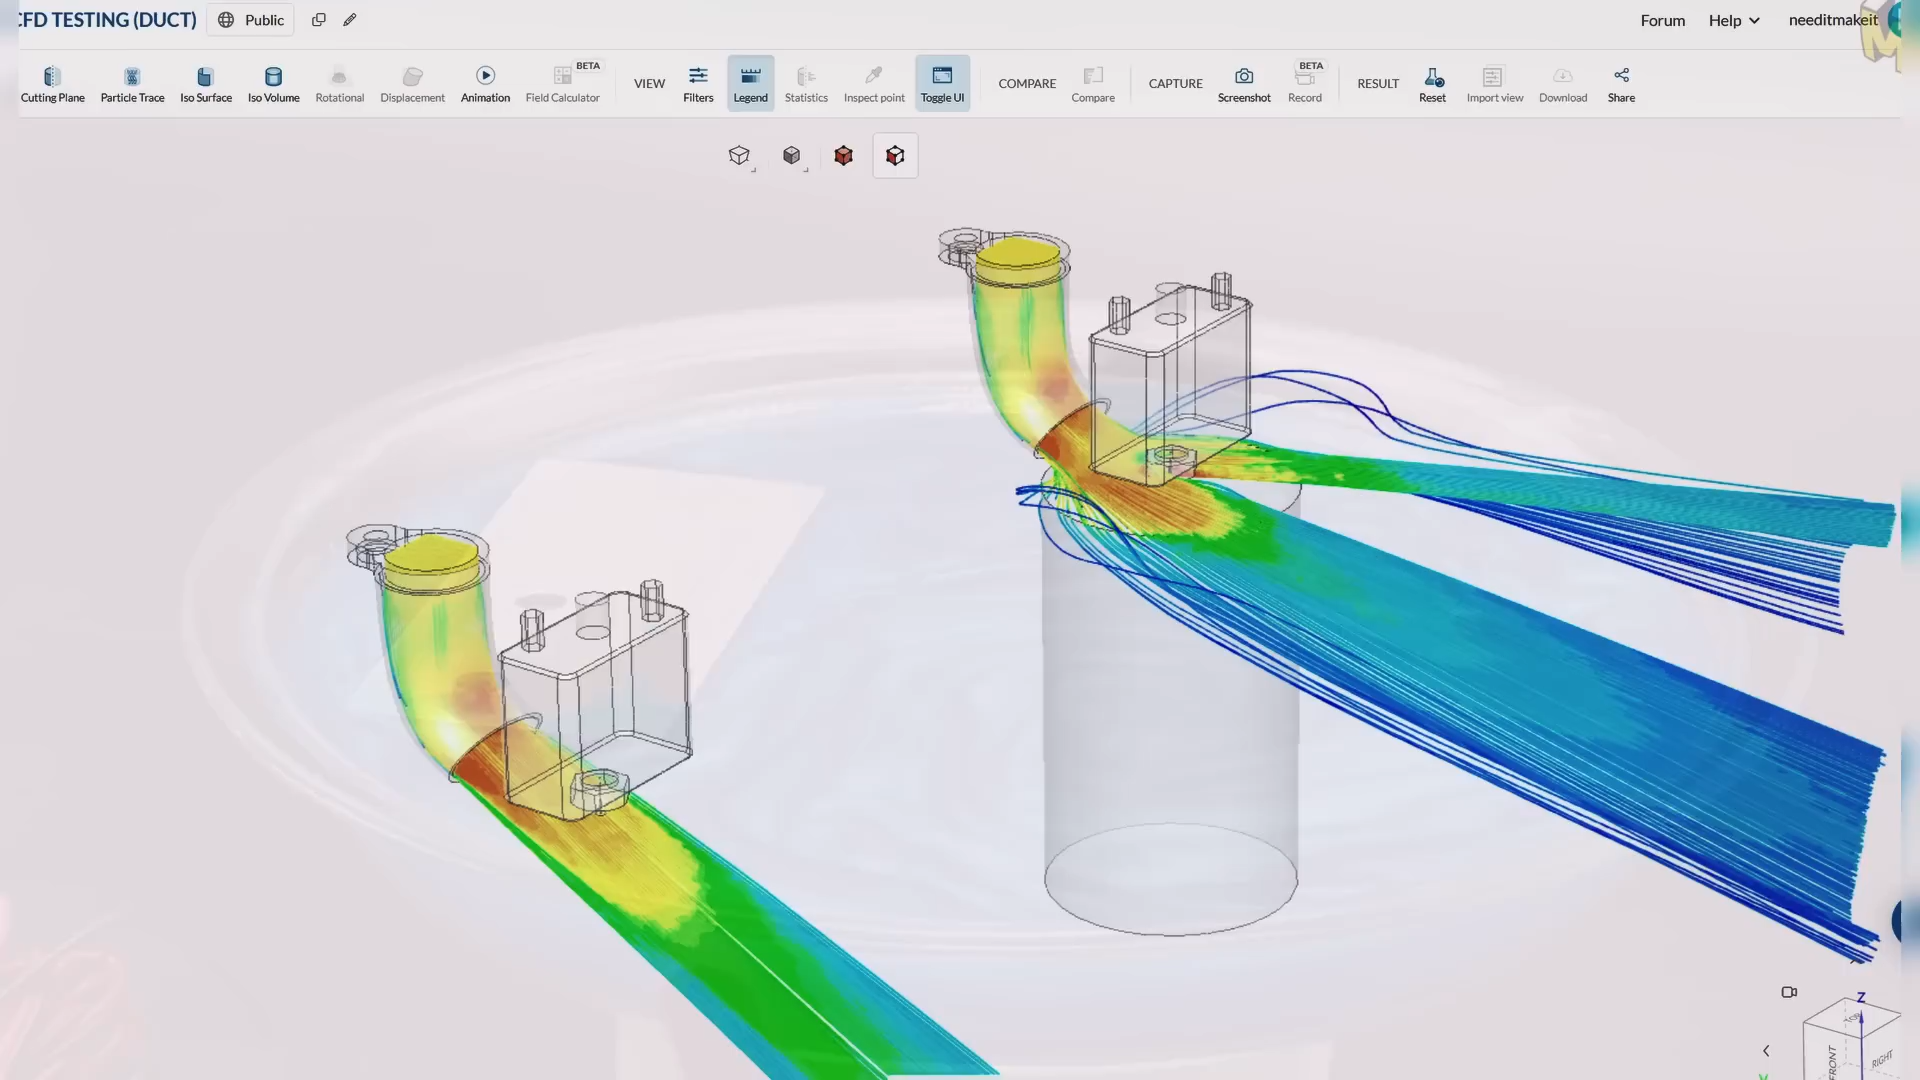 CFD TESTING (DUCT) Public Forum Help needitmakeit
Cutting Plane Particle Trace Iso Surface Iso Volume Rotational Displacement Animation Field Calculator BETA VIEW Filters Legend Statistics Inspect point Toggle UI COMPARE Compare CAPTURE Screenshot Record BETA RESULT Reset Import view Download Share
Z
TOP
FRONT
RIGHT